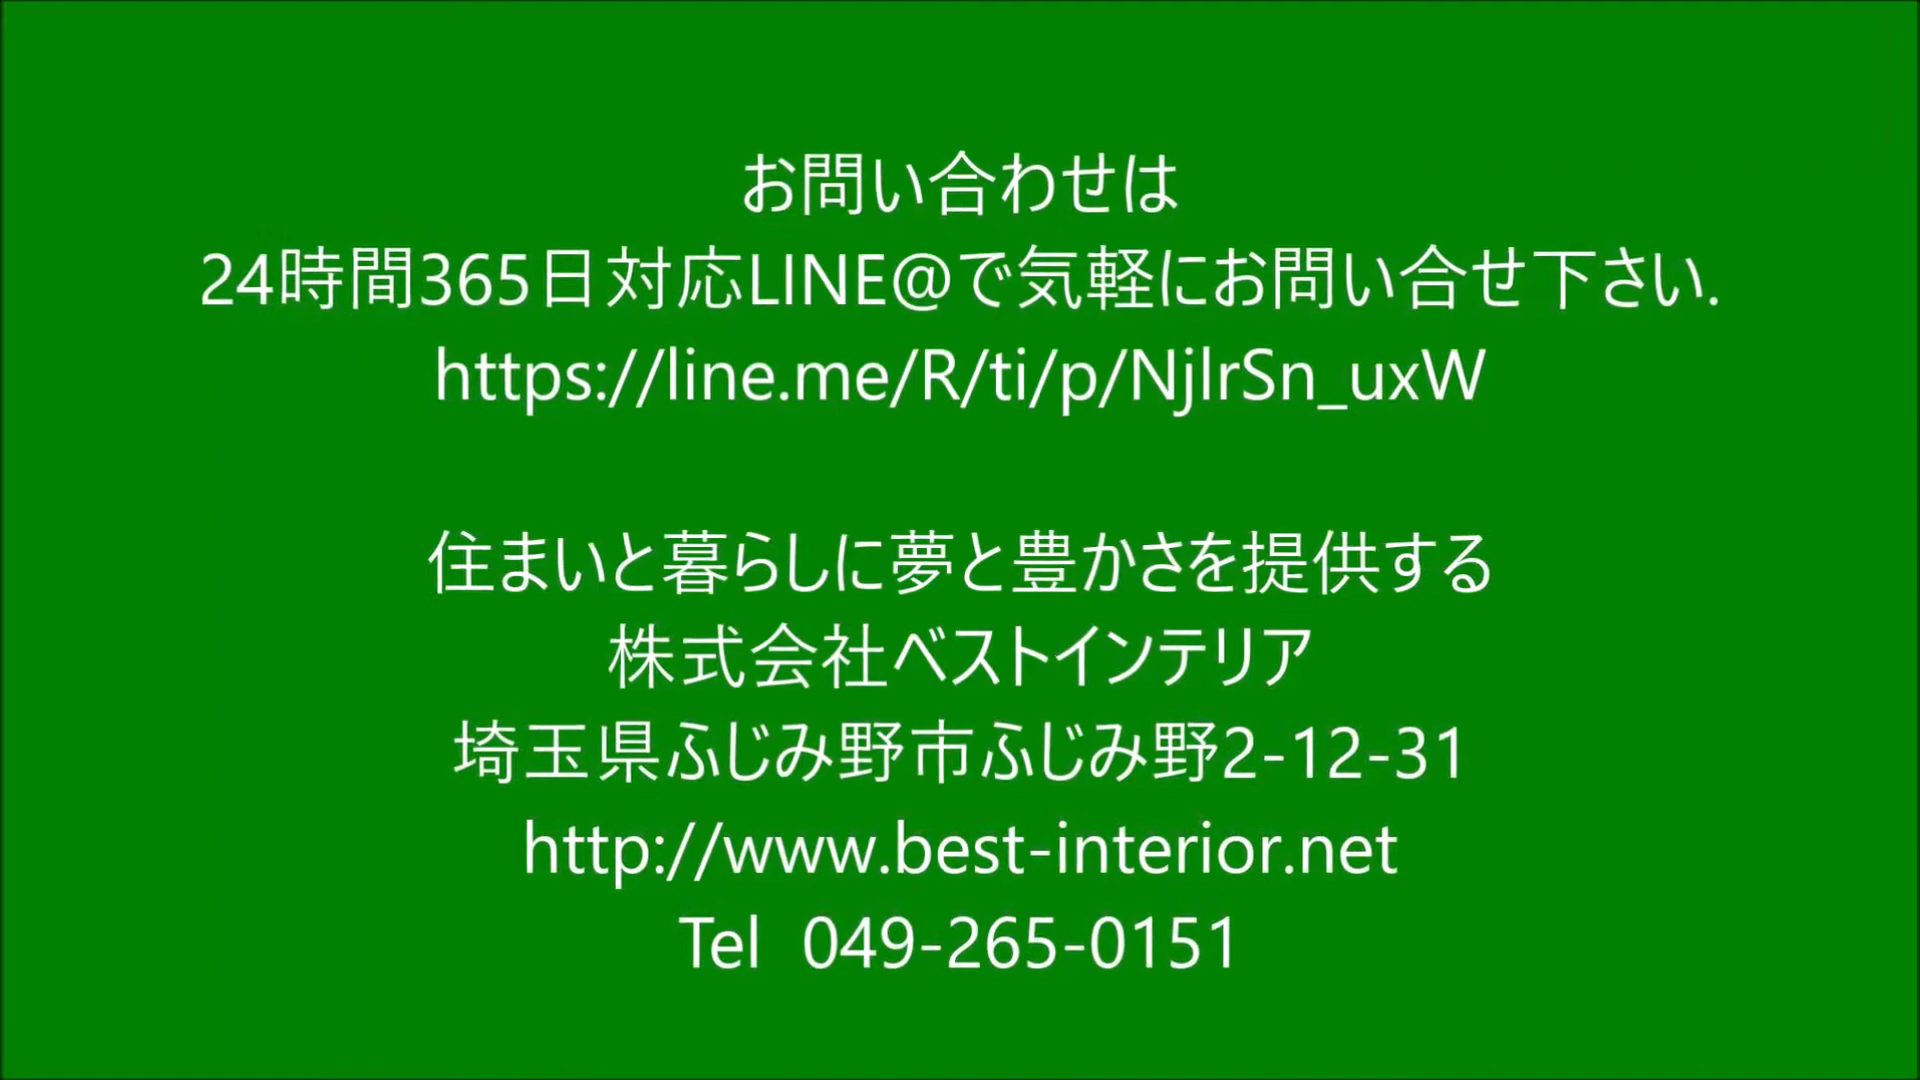 お問い合わせは
24時間365日対応LINE@で気軽にお問い合せ下さい.
https://line.me/R/ti/p/NjlrSn_uxW
住まいと暮らしに夢と豊かさを提供する
株式会社ベストインテリア
埼玉県ふじみ野市ふじみ野2-12-31
http://www.best-interior.net
Tel 049-265-0151